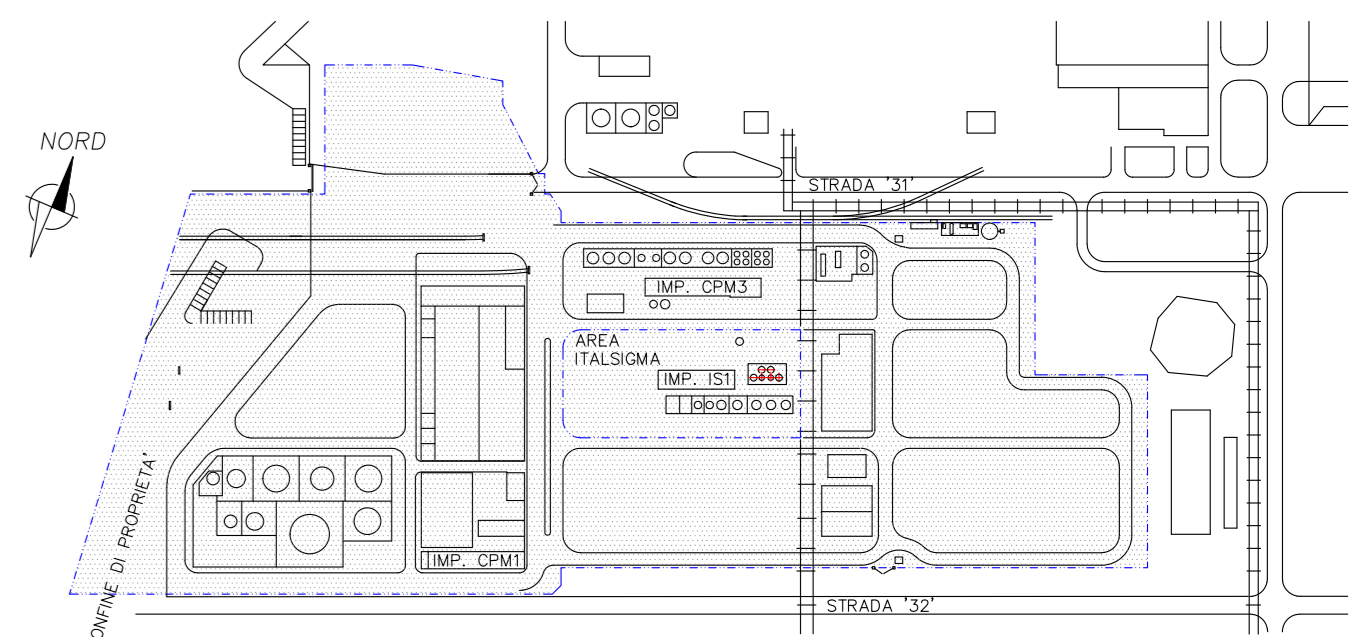 NORD
STRADA '31'
IMP. CPM3
AREA
ITALSIGMA
IMP. IS1
ONFINE DI PROPRIETA'
IMP. CPM1
STRADA '32'